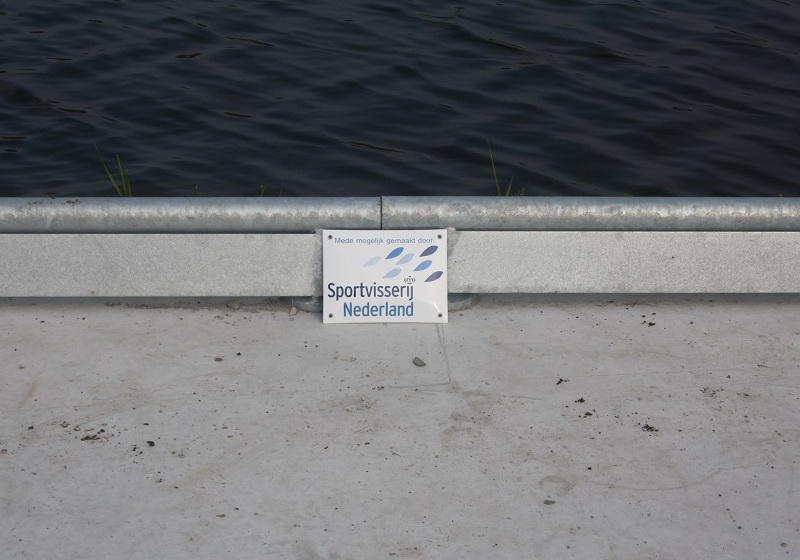 Mede mogelijk gemaakt door:
Sportvisserij
Nederland